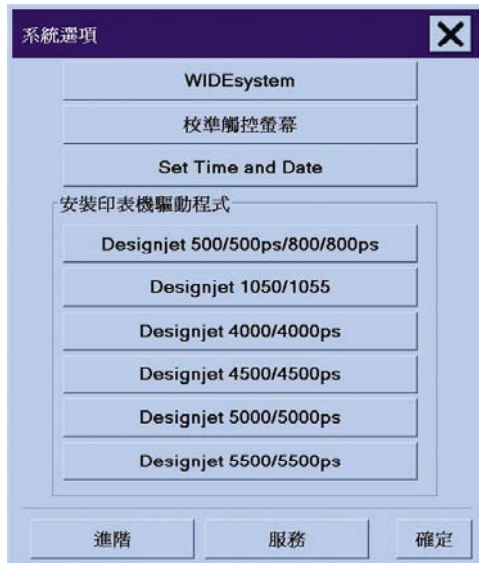 系統選項
WIDEsystem
校準觸控螢幕
Set Time and Date
安裝印表機驅動程式
Designjet 500/500ps/800/800ps
Designjet 1050/1055
Designjet 4000/4000ps
Designjet 4500/4500ps
Designjet 5000/5000ps
Designjet 5500/5500ps
進階 服務 確定